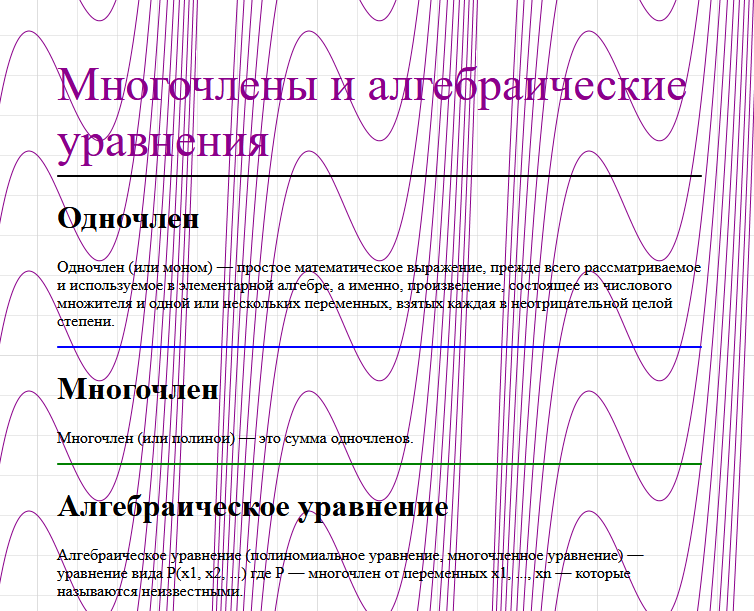 Многочлены и алгебраические
уравнения
Одночлен
Одночлен (или моном) — простое математическое выражение, прежде всего рассматриваемое
и используемое в элементарной алгебре, а именно, произведение, состоящее из числового
множителя и одной или нескольких переменных, взятых каждая в неотрицательной целой
степени.
Многочлен
Многочлен (или полином) — это сумма одночленов.
Алгебраическое уравнение
Алгебраическое уравнение (полиномиальное уравнение, многочленное уравнение) —
уравнение вида P(x1, x2, ...) где P — многочлен от переменных x1, ..., xn — которые
называются неизвестными.